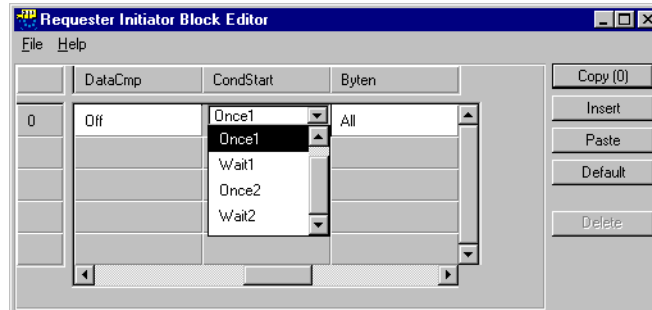 Requester Initiator Block Editor
File Help
DataCmp CondStart Byten
Copy (0)
Insert
0 Off Once1 All
Once1
Paste
Wait1
Default
Once2
Wait2
Delete